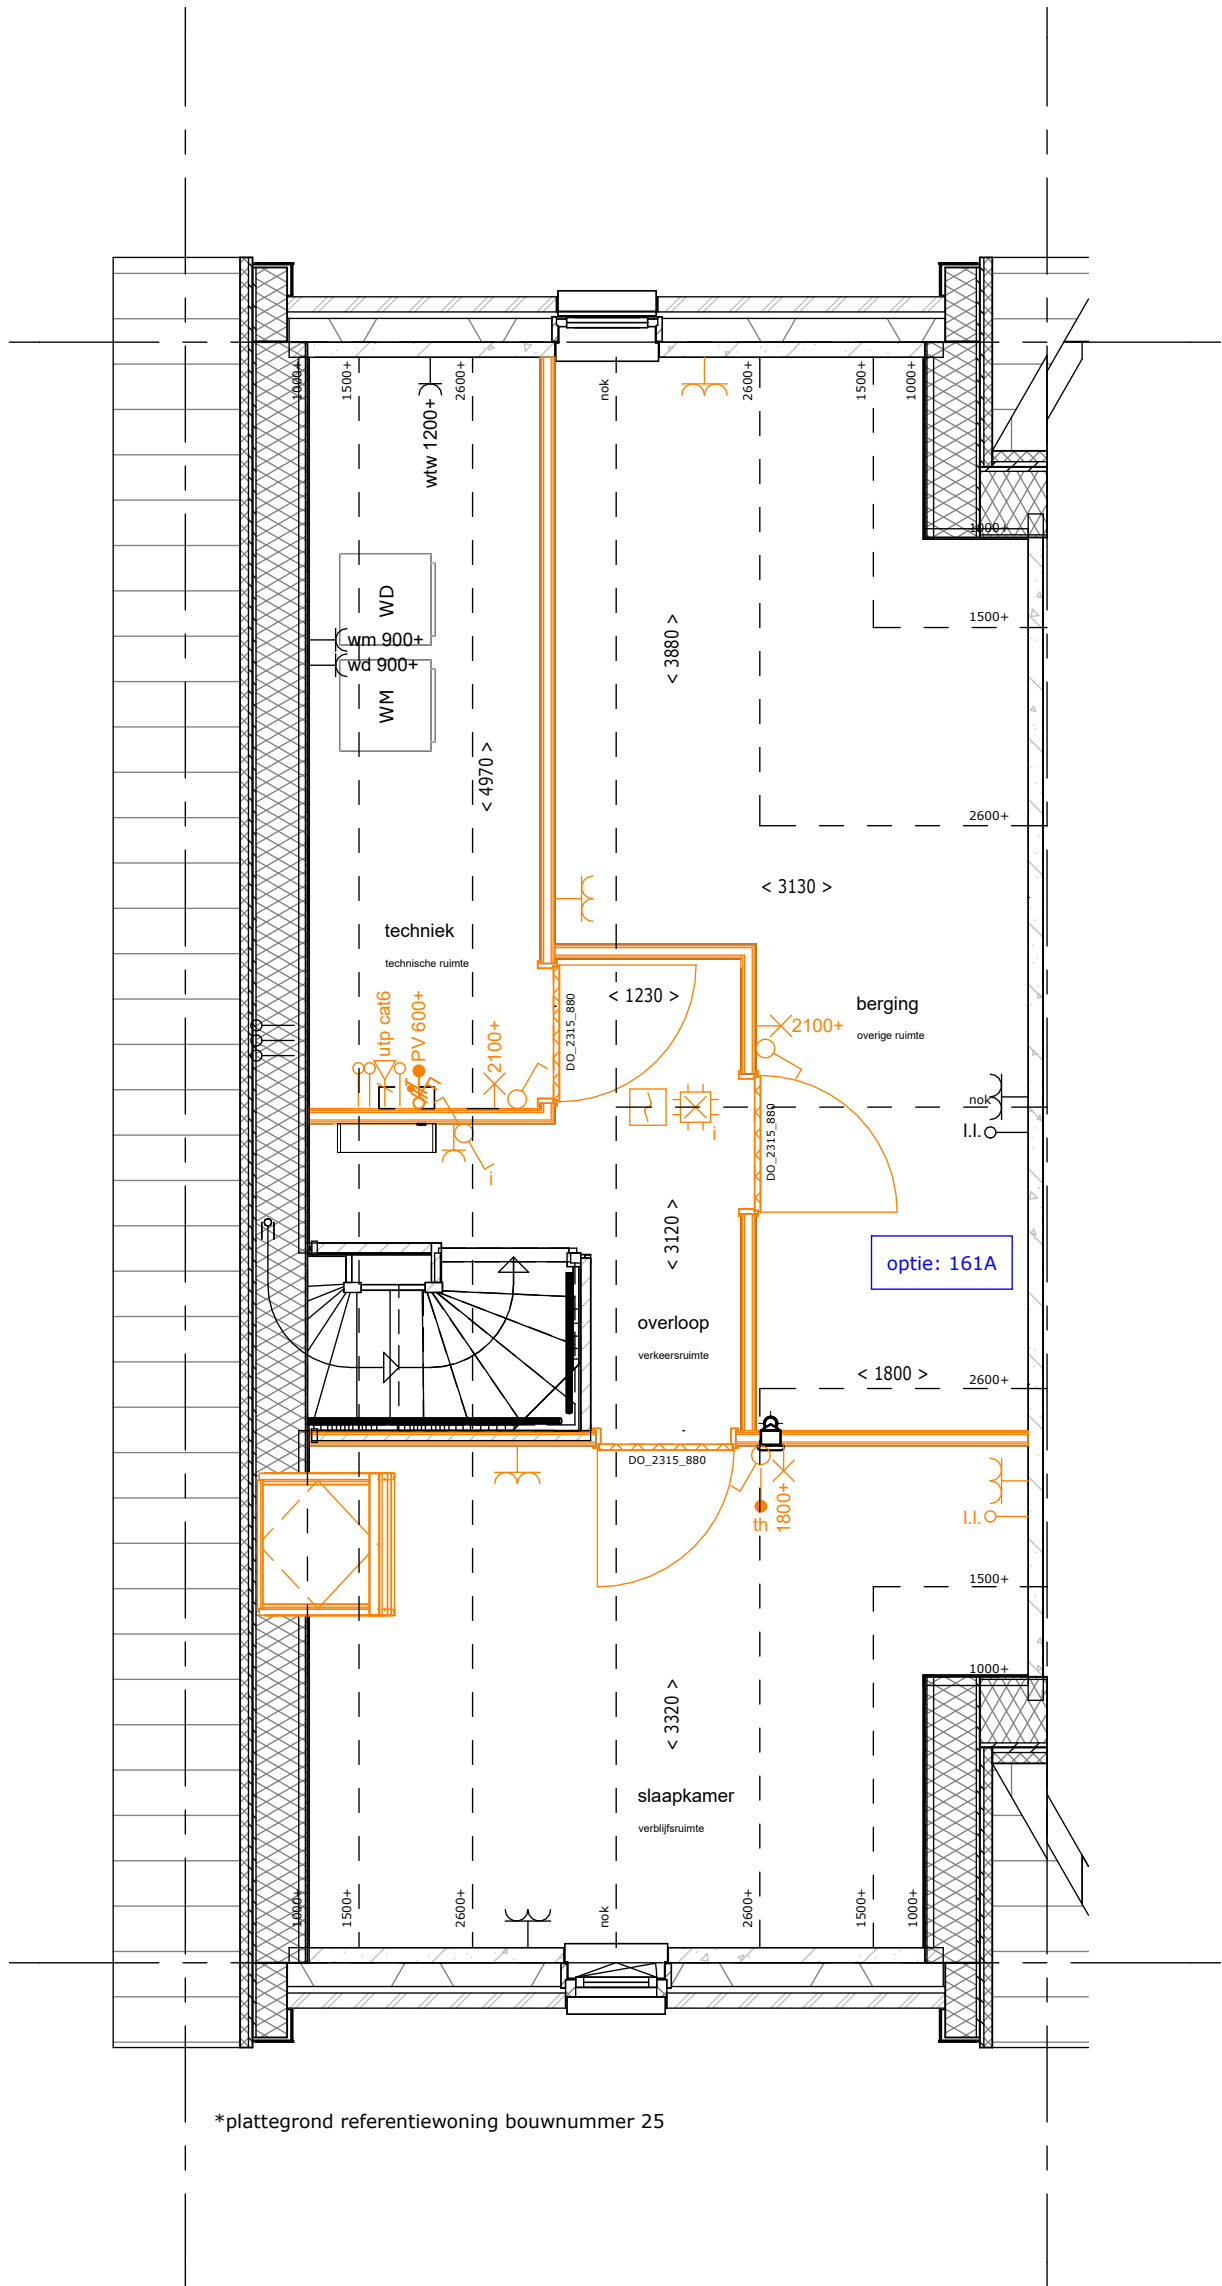 1000+
1500+
2600+
nok
2600+
1500+
1000+
wtw 1200+
1000+
WD
wm 900+
wd 900+
WM
1500+
< 3880 >
< 4970 >
2600+
< 3130 >
techniek
technische ruimte
< 1230 >
berging
overige ruimte
utp cat6
PV 600+
2100+
DO_2315_880
2100+
nok
l.l.
i
i
DO_2315_880
< 3120 >
optie: 161A
overloop
verkeersruimte
< 1800 >
2600+
DO_2315_880
th
1800+
l.l.
1500+
1000+
< 3320 >
slaapkamer
verblijfsruimte
1000+
1500+
2600+
nok
2600+
1500+
1000+
*plattegrond referentiewoning bouwnummer 25